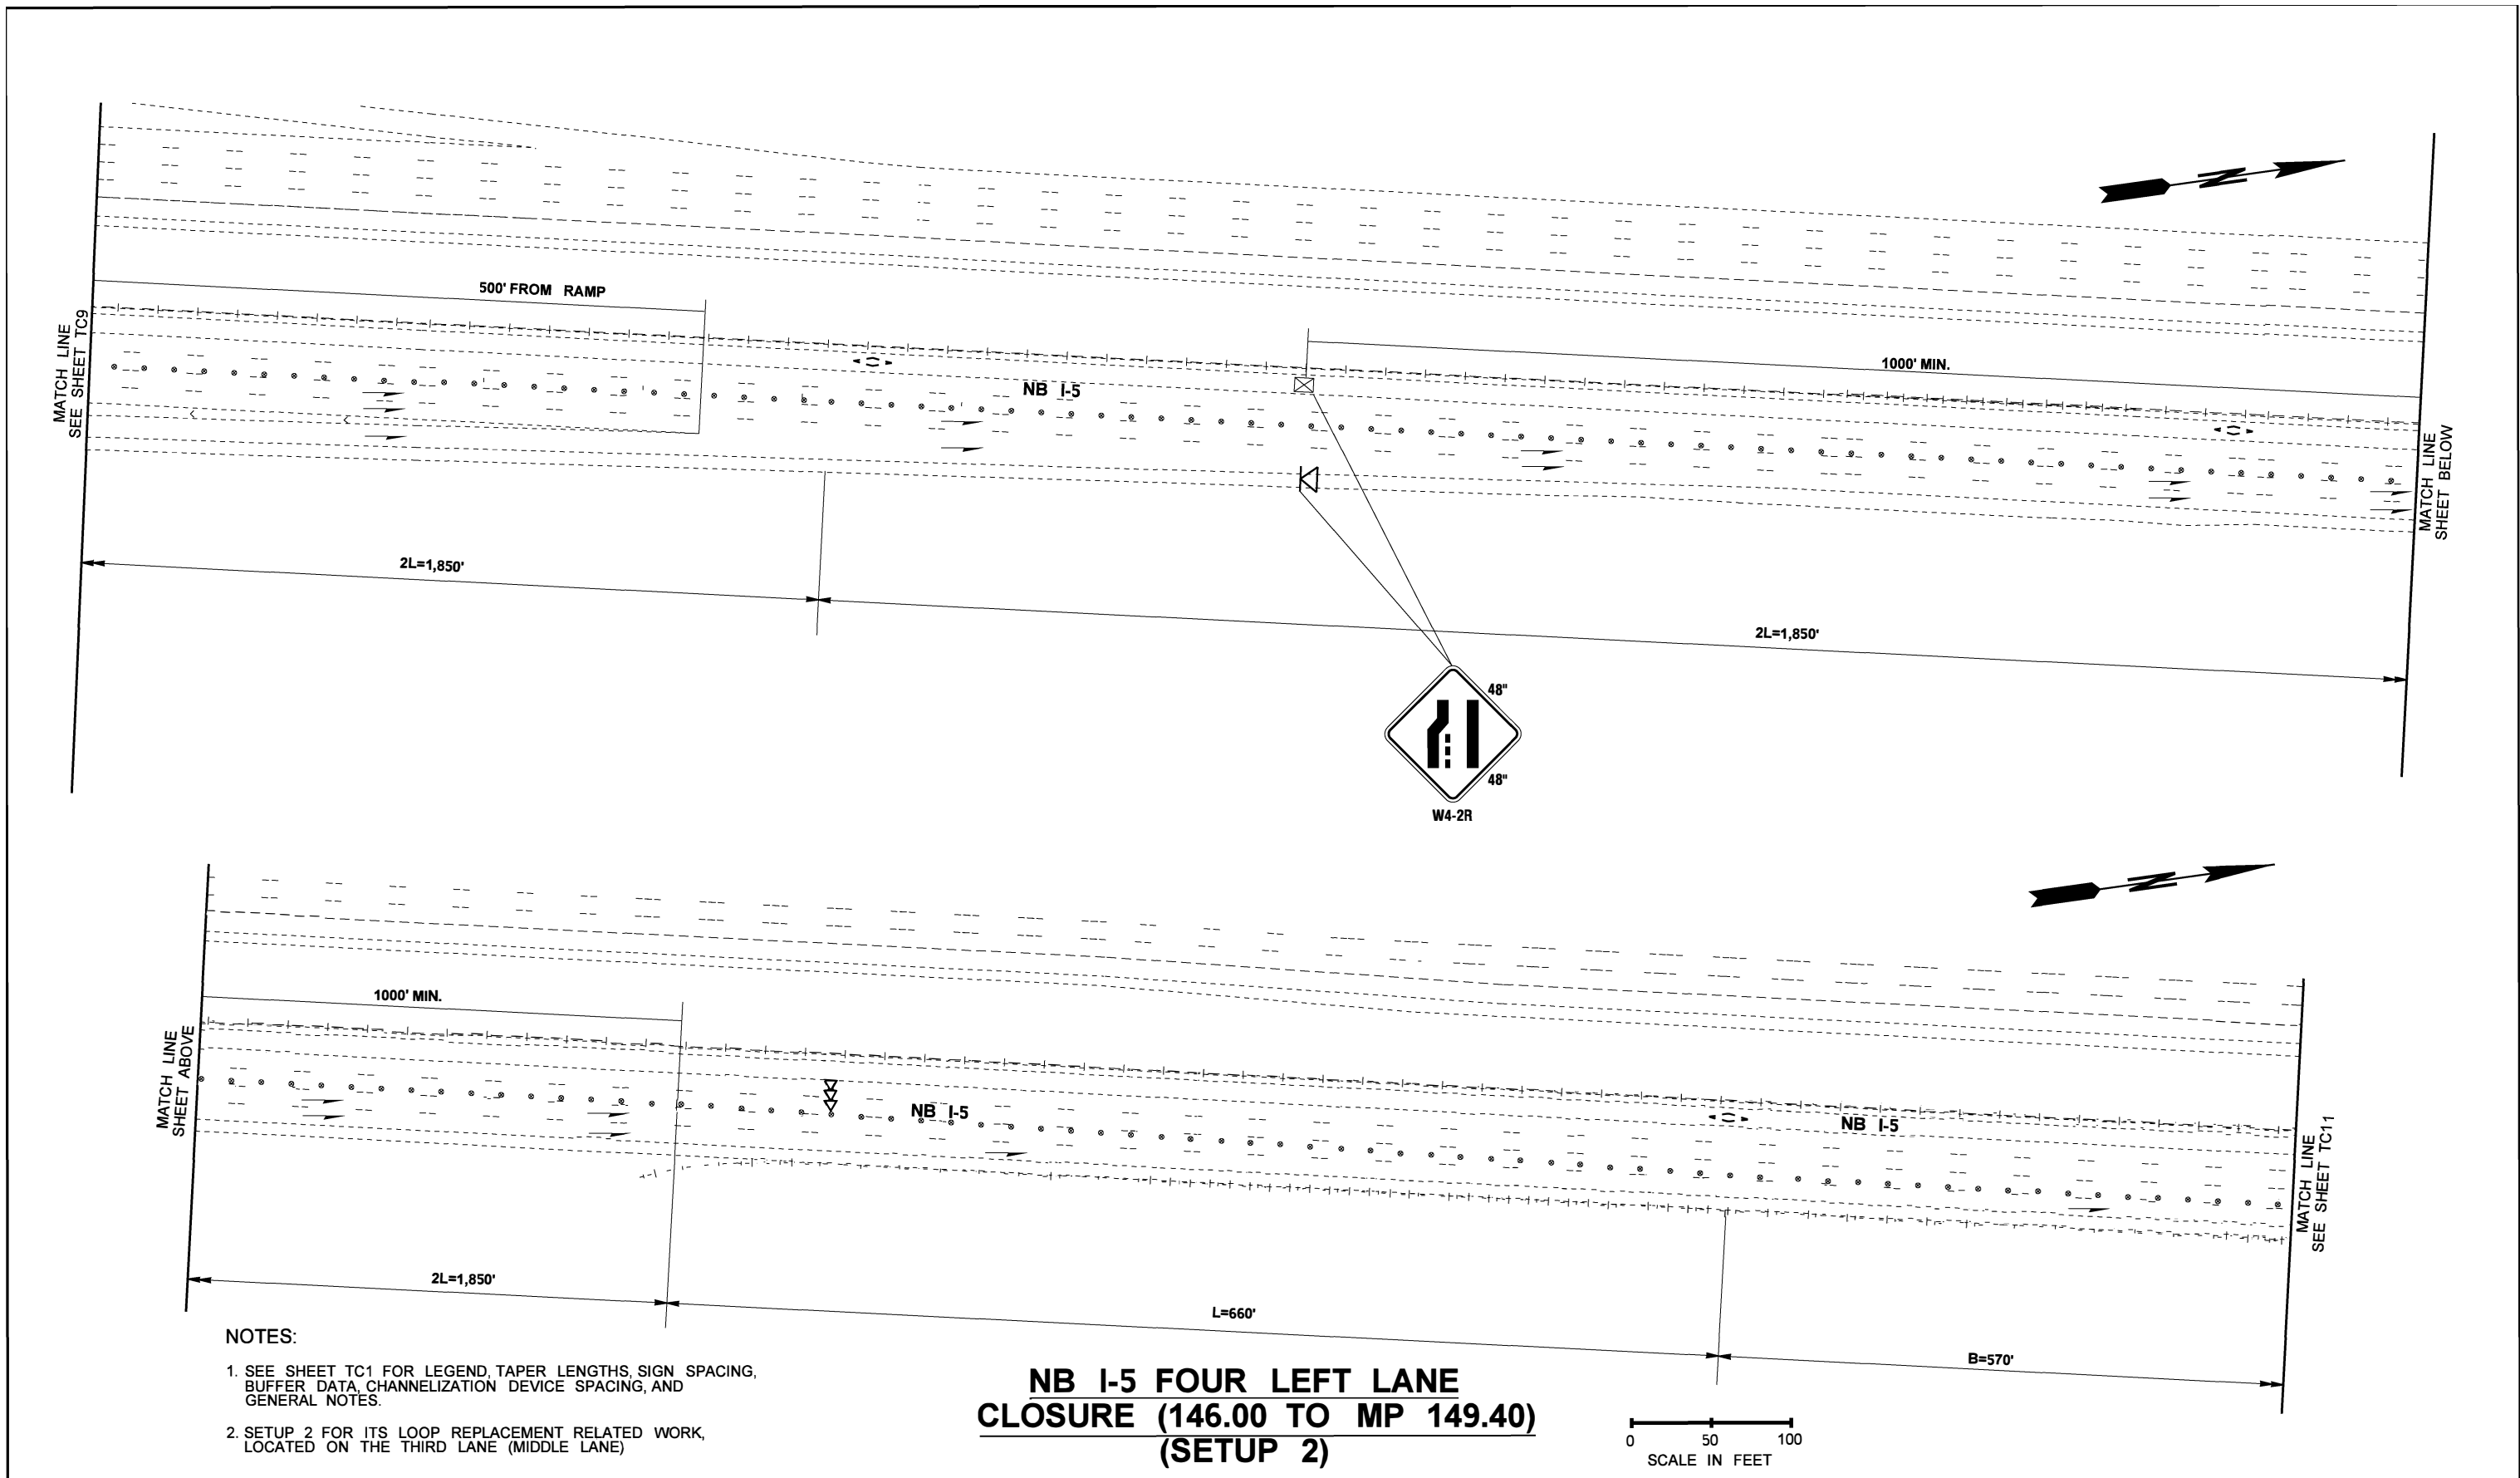 500' FROM RAMP
MATCH LINE
SEE SHEET TC9
NB I-5
1000' MIN.
MATCH LINE
SHEET BELOW
N
2L=1,850'
2L=1,850'
48"
48"
W4-2R
N
1000' MIN.
MATCH LINE
SHEET ABOVE
NB I-5
NB I-5
MATCH LINE
SEE SHEET TC11
2L=1,850'
L=660'
B=570'
NOTES:
1. SEE SHEET TC1 FOR LEGEND, TAPER LENGTHS, SIGN SPACING,
BUFFER DATA, CHANNELIZATION DEVICE SPACING, AND
GENERAL NOTES.
2. SETUP 2 FOR ITS LOOP REPLACEMENT RELATED WORK,
LOCATED ON THE THIRD LANE (MIDDLE LANE)
NB I-5 FOUR LEFT LANE
CLOSURE (146.00 TO MP 149.40)
(SETUP 2)
0 50 100
SCALE IN FEET